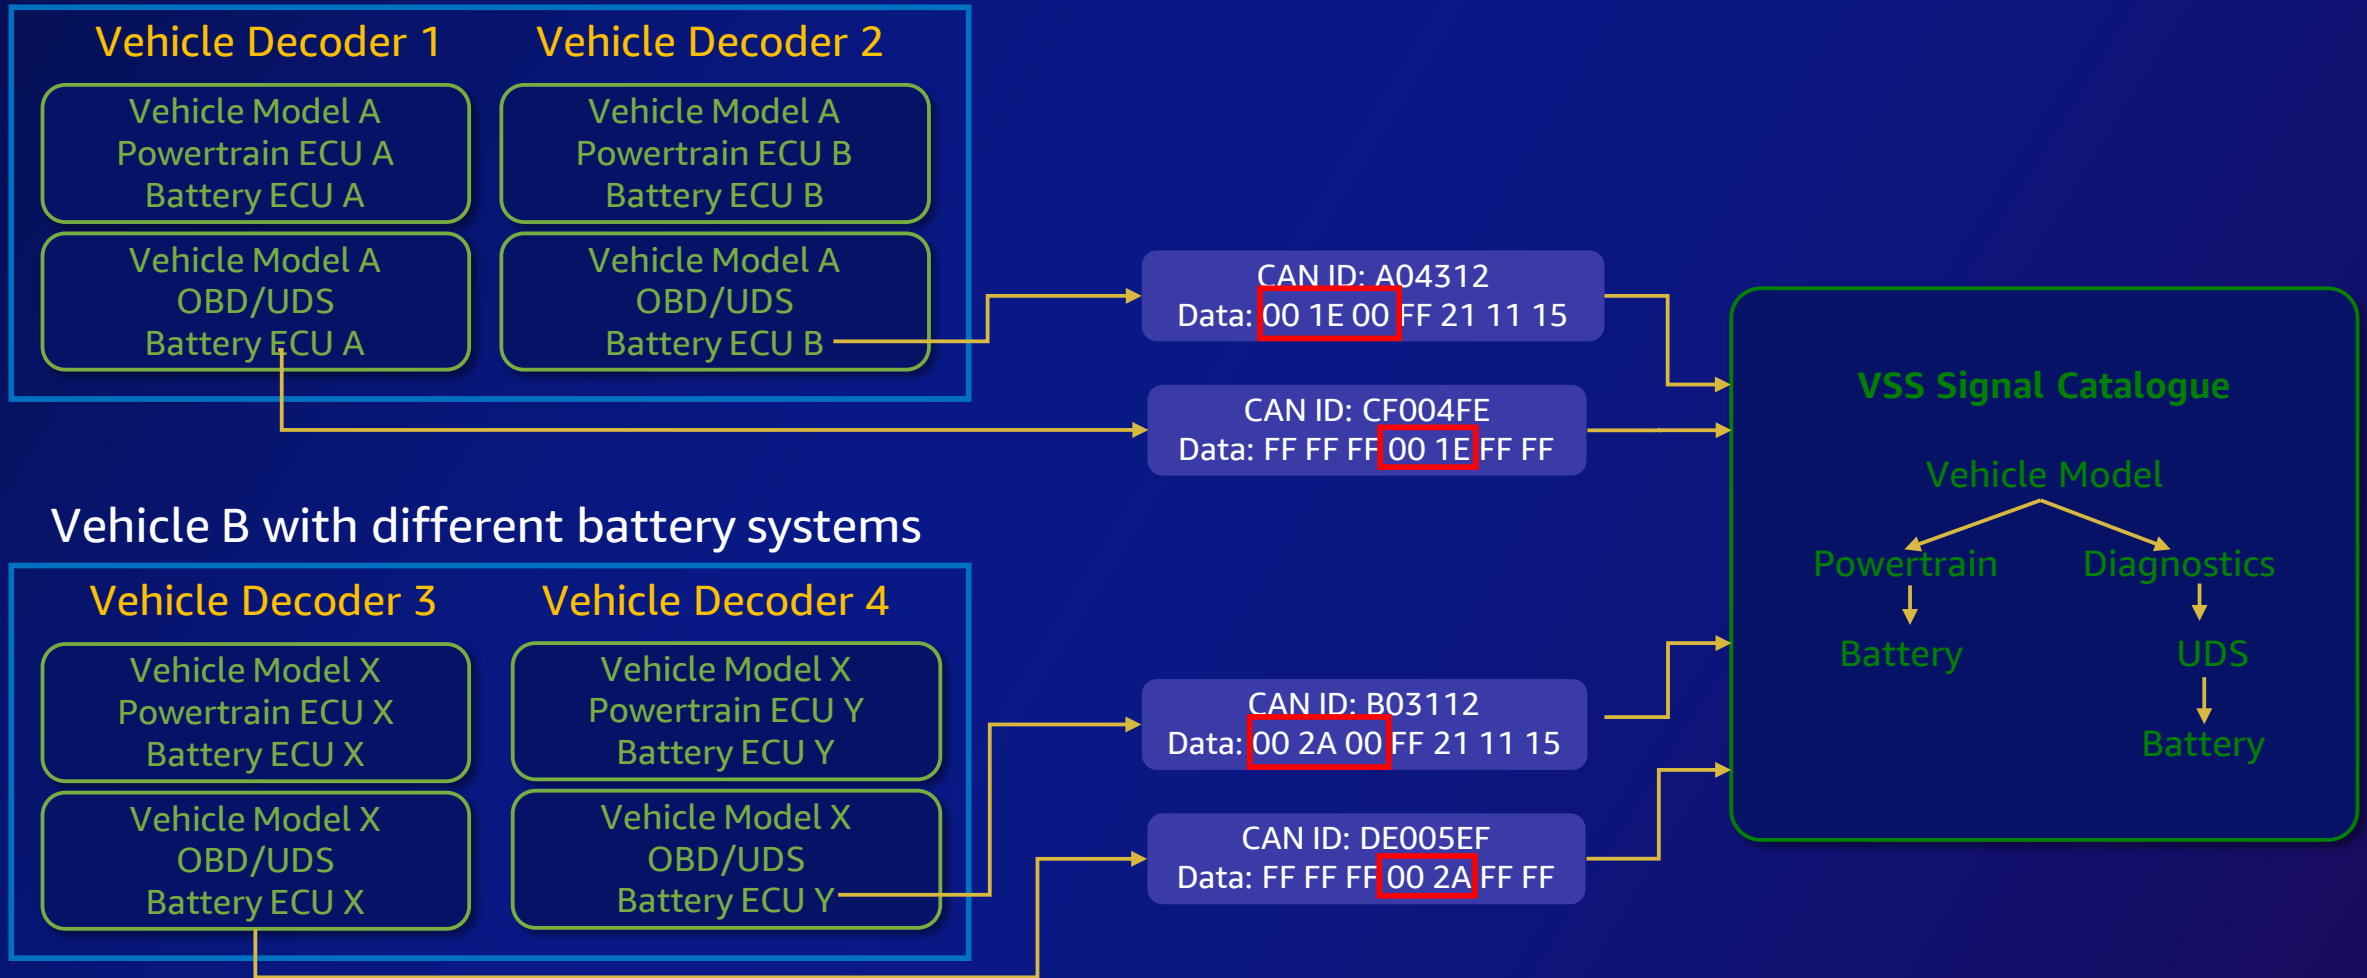 Vehicle Decoder 1
Vehicle Model A
Powertrain ECU A
Battery ECU A
Vehicle Model A
OBD/UDS
Battery ECU A
Vehicle Decoder 2
Vehicle Model A
Powertrain ECU B
Battery ECU B
Vehicle Model A
OBD/UDS
Battery ECU B
CAN ID: A04312
Data: 00 1E 00 FF 21 11 15
CAN ID: CF004FE
Data: FF FF FF 00 1E FF FF
Vehicle B with different battery systems
Vehicle Decoder 3
Vehicle Model X
Powertrain ECU X
Battery ECU X
Vehicle Model X
OBD/UDS
Battery ECU X
Vehicle Decoder 4
Vehicle Model X
Powertrain ECU Y
Battery ECU Y
Vehicle Model X
OBD/UDS
Battery ECU Y
CAN ID: B03112
Data: 00 2A 00 FF 21 11 15
CAN ID: DE005EF
Data: FF FF FF 00 2A FF FF
VSS Signal Catalogue
Vehicle Model
Powertrain
Diagnostics
Battery
UDS
Battery